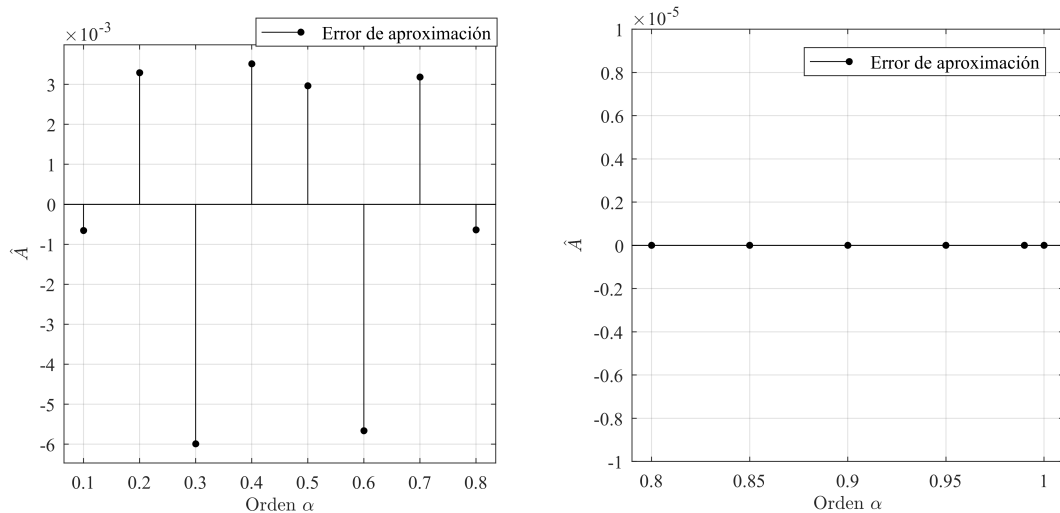 ×10-3
Error de aproximación
3
2
1
0
-1
-2
-3
-4
-5
-6
Â
0.1 0.2 0.3 0.4 0.5 0.6 0.7 0.8
Orden α
×10-5
Error de aproximación
1
0.8
0.6
0.4
0.2
0
-0.2
-0.4
-0.6
-0.8
-1
Â
0.8 0.85 0.9 0.95 1
Orden α